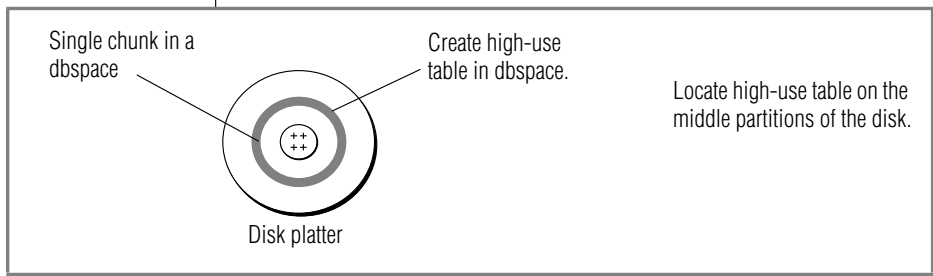 Single chunk in a
dbspace
Create high-use
table in dbspace.
Locate high-use table on the
middle partitions of the disk.
++
++
Disk platter